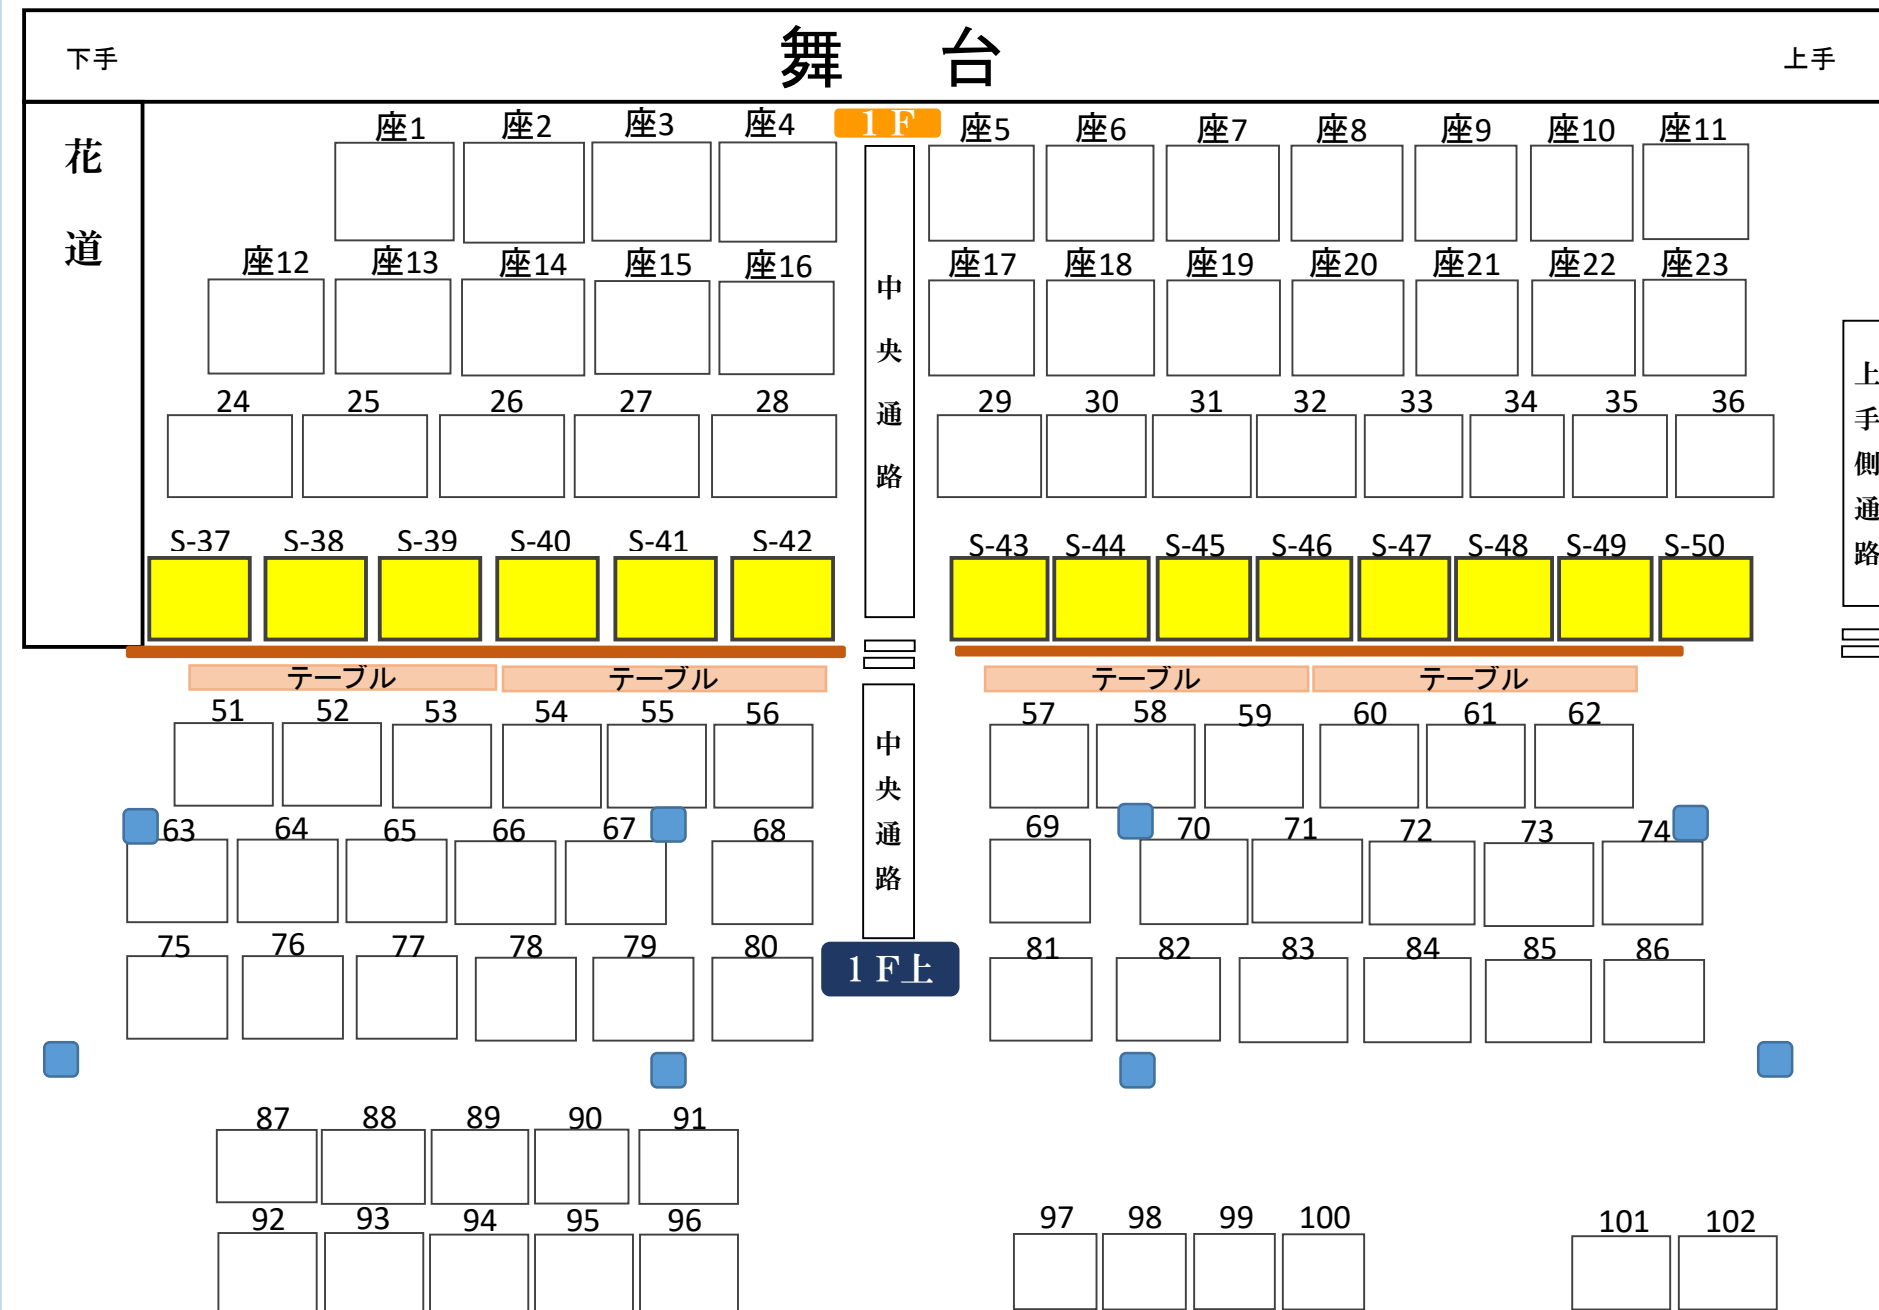 下手 舞 台 上手
花道
座1 座2 座3 座4 1F 座5 座6 座7 座8 座9 座10 座11
中央通路
座12 座13 座14 座15 座16 座17 座18 座19 座20 座21 座22 座23
上手側通路
24 25 26 27 28 29 30 31 32 33 34 35 36
S-37 S-38 S-39 S-40 S-41 S-42 S-43 S-44 S-45 S-46 S-47 S-48 S-49 S-50
テーブル テーブル テーブル テーブル
51 52 53 54 55 56 57 58 59 60 61 62
中央通路
63 64 65 66 67 68 69 70 71 72 73 74
75 76 77 78 79 80 1F上 81 82 83 84 85 86
87 88 89 90 91
92 93 94 95 96 97 98 99 100 101 102